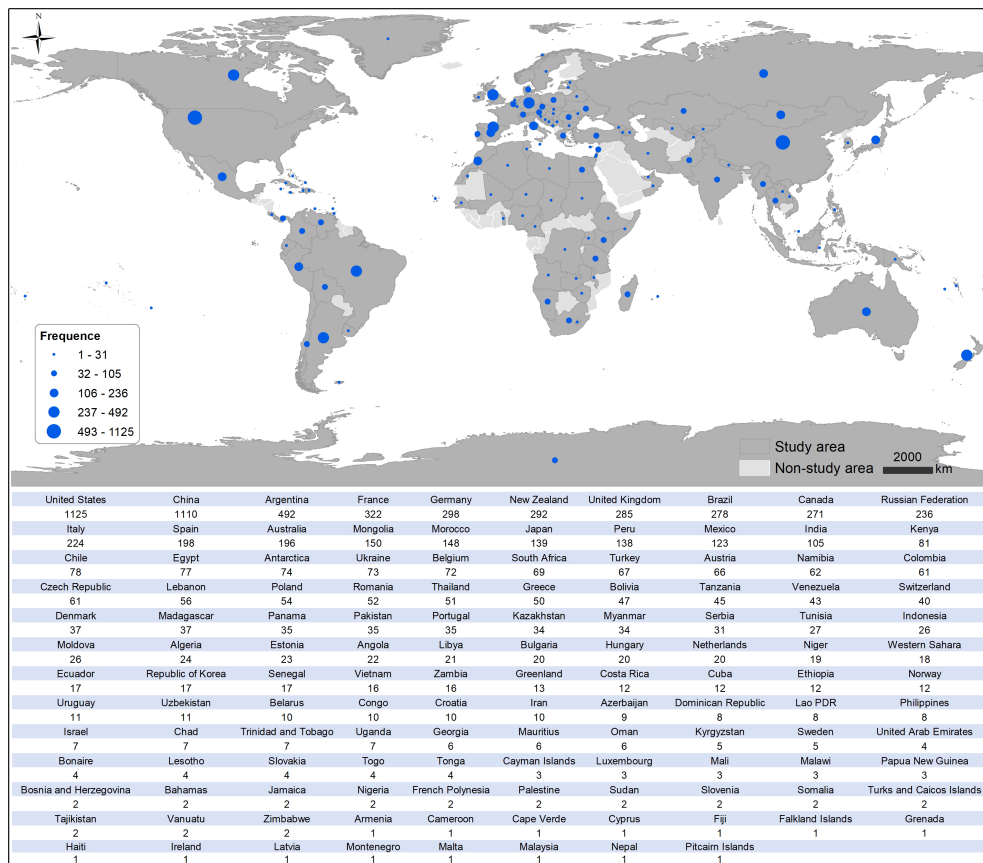 N
Frequence
1 - 31
32 - 105
106 - 236
237 - 492
493 - 1125
Study area
Non-study area
2000
km
United States China Argentina France Germany New Zealand United Kingdom Brazil Canada Russian Federation
1125 1110 492 322 298 292 285 278 271 236
Italy Spain Australia Mongolia Morocco Japan Peru Mexico India Kenya
224 198 196 150 148 139 138 123 105 81
Chile Egypt Antarctica Ukraine Belgium South Africa Turkey Austria Namibia Colombia
78 77 74 73 72 69 67 66 62 61
Czech Republic Lebanon Poland Romania Thailand Greece Bolivia Tanzania Venezuela Switzerland
61 56 54 52 51 50 47 45 43 40
Denmark Madagascar Panama Pakistan Portugal Kazakhstan Myanmar Serbia Tunisia Indonesia
37 37 35 35 35 34 34 31 27 26
Moldova Algeria Estonia Angola Libya Bulgaria Hungary Netherlands Niger Western Sahara
26 24 23 22 21 20 20 20 19 18
Ecuador Republic of Korea Senegal Vietnam Zambia Greenland Costa Rica Cuba Ethiopia Norway
17 17 17 16 16 13 12 12 12 12
Uruguay Uzbekistan Belarus Congo Croatia Iran Azerbaijan Dominican Republic Lao PDR Philippines
11 11 10 10 10 10 9 8 8 8
Israel Chad Trinidad and Tobago Uganda Georgia Mauritius Oman Kyrgyzstan Sweden United Arab Emirates
7 7 7 7 6 6 6 5 5 4
Bonaire Lesotho Slovakia Togo Tonga Cayman Islands Luxembourg Mali Malawi Papua New Guinea
4 4 4 4 4 3 3 3 3 3
Bosnia and Herzegovina Bahamas Jamaica Nigeria French Polynesia Palestine Sudan Slovenia Somalia Turks and Caicos Islands
2 2 2 2 2 2 2 2 2 2
Tajikistan Vanuatu Zimbabwe Armenia Cameroon Cape Verde Cyprus Fiji Falkland Islands Grenada
2 2 2 1 1 1 1 1 1 1
Haiti Ireland Latvia Montenegro Malta Malaysia Nepal Pitcairn Islands
1 1 1 1 1 1 1 1